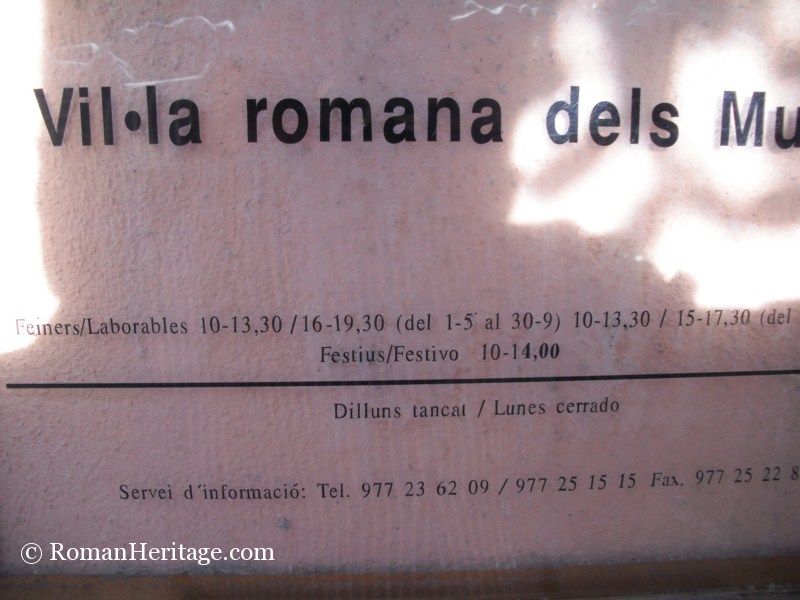 Vil•la romana dels Mu
Feiners/Laborables 10-13,30 /16-19,30 (del 1-5 al 30-9) 10-13,30 / 15-17,30 (del
Festius/Festivo 10-14,00
Dilluns tancat / Lunes cerrado
Servei d´informació: Tel. 977 23 62 09 / 977 25 15 15 Fax. 977 25 22 8
© RomanHeritage.com